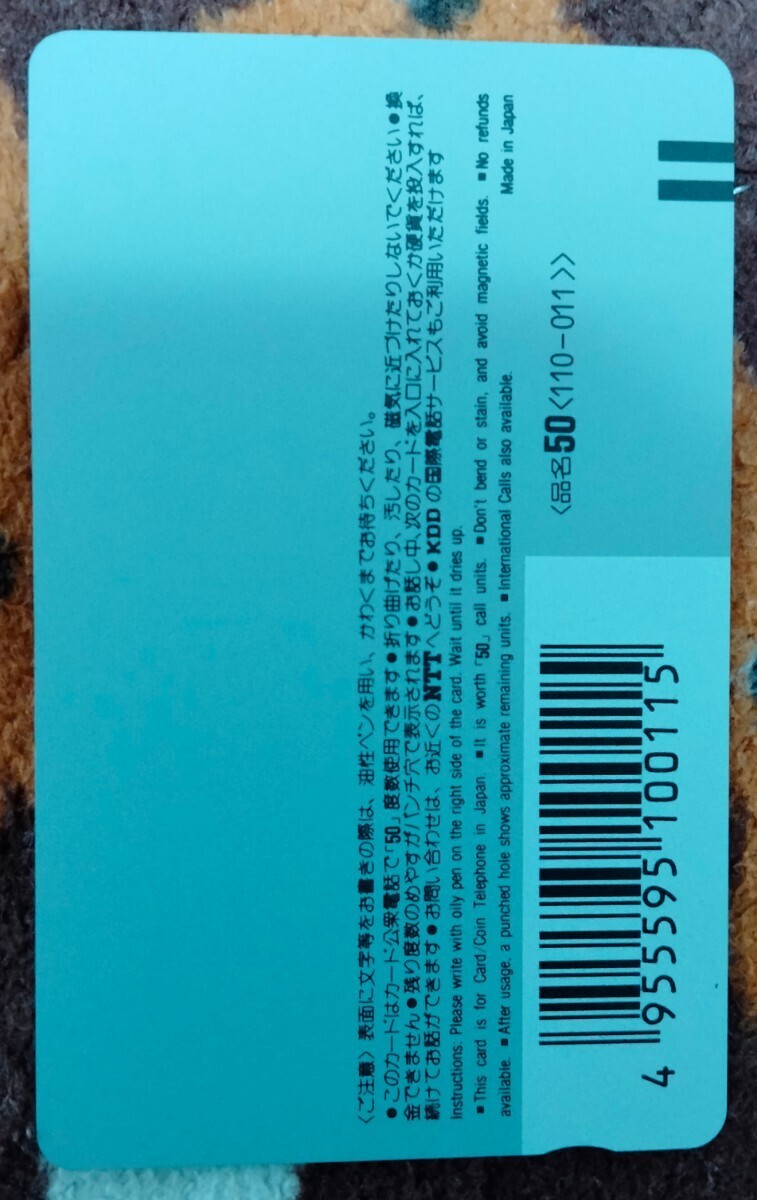 〈ご注意〉表面に文字等をお書きの際は、油性ペンを用い、かわくまでお待ちください。
●このカードはカード公衆電話で「50」度数使用できます●折り曲げたり、汚したり、磁気に近づけたりしないでください●換
金できません●残り度数のめやすがパンチ穴で表示されます●お話し中、次のカードを入口に入れておくか硬貨を投入すれば、
続けてお話ができます●お問い合わせは、お近くのNTTへどうぞ●KDDの国際電話サービスもご利用いただけます
Instructions: Please write with oily pen on the right side of the card. Wait until it dries up.
■This card is for Card/Coin Telephone in Japan. ■It is worth「50」call units. ■Don't bend or stain, and avoid magnetic fields. ■No refunds
available. ■After usage, a punched hole shows approximate remaining units. ■International Calls also available. Made in Japan
〈品名50〈110-011〉〉
4 955595 100115